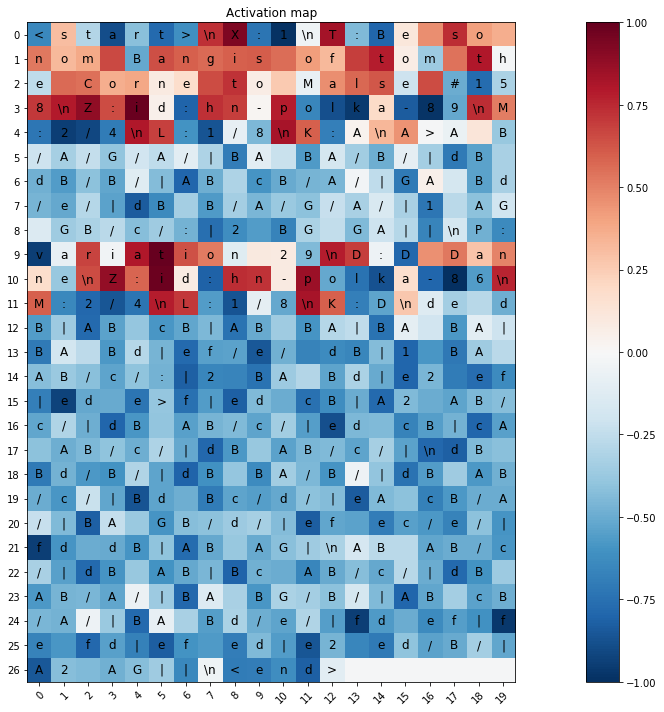 Activation map
0 < s t a r t > \n X : 1 \n T : B e s o
1 n o m B a n g i s o f t o m t h
2 e C o r n e t o M a l s e # 1 5
3 8 \n Z : i d : h n - p o l k a - 8 9 \n M
4 : 2 / 4 \n L : 1 / 8 \n K : A \n A > A B
5 / A / G / A / | B A B A / B / | d B
6 d B / B / | A B c B / A / | G A B d
7 / e / | d B B / A / G / A / | 1 A G
8 G B / c / : | 2 B G G A | | \n P :
9 v a r i a t i o n 2 9 \n D : D D a n
10 n e \n Z : i d : h n - p o l k a - 8 6 \n
11 M : 2 / 4 \n L : 1 / 8 \n K : D \n d e d
12 B | A B c B | A B B A | B A B A |
13 B A B d | e f / e / d B | 1 B A
14 A B / c / : | 2 B A B d | e 2 e f
15 | e d e > f | e d c B | A 2 A B /
16 c / | d B A B / c / | e d c B | c A
17 A B / c / | d B A B / c / | \n d B
18 B d / B / | d B B A / B / | d B A B
19 / c / | B d B c / d / | e A c B / A
20 / | B A G B / d / | e f e c / e / |
21 f d d B | A B A G | \n A B A B / c
22 / | d B A B | B c A B / c / | d B
23 A B / A / | B A B G / B / | A B c B
24 / A / | B A B d / e / | f d e f | f
25 e f d | e f e d | e 2 e d / B / |
26 A 2 A G | | \n < e n d >
0 1 2 3 4 5 6 7 8 9 10 11 12 13 14 15 16 17 18 19
1.00
0.75
0.50
0.25
0.00
-0.25
-0.50
-0.75
-1.00